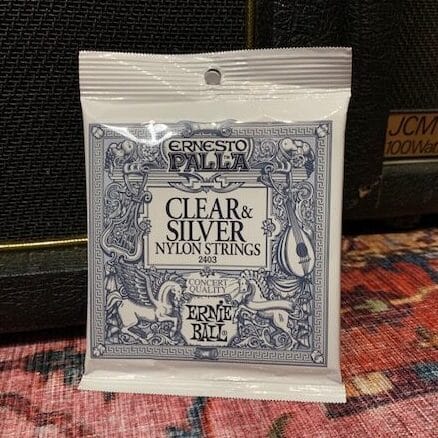 ERNESTO
PALLA
CLEAR &
SILVER
NYLON STRINGS
2403
CONCERT
QUALITY
ERNIE
BALL®
JCM
100Wat